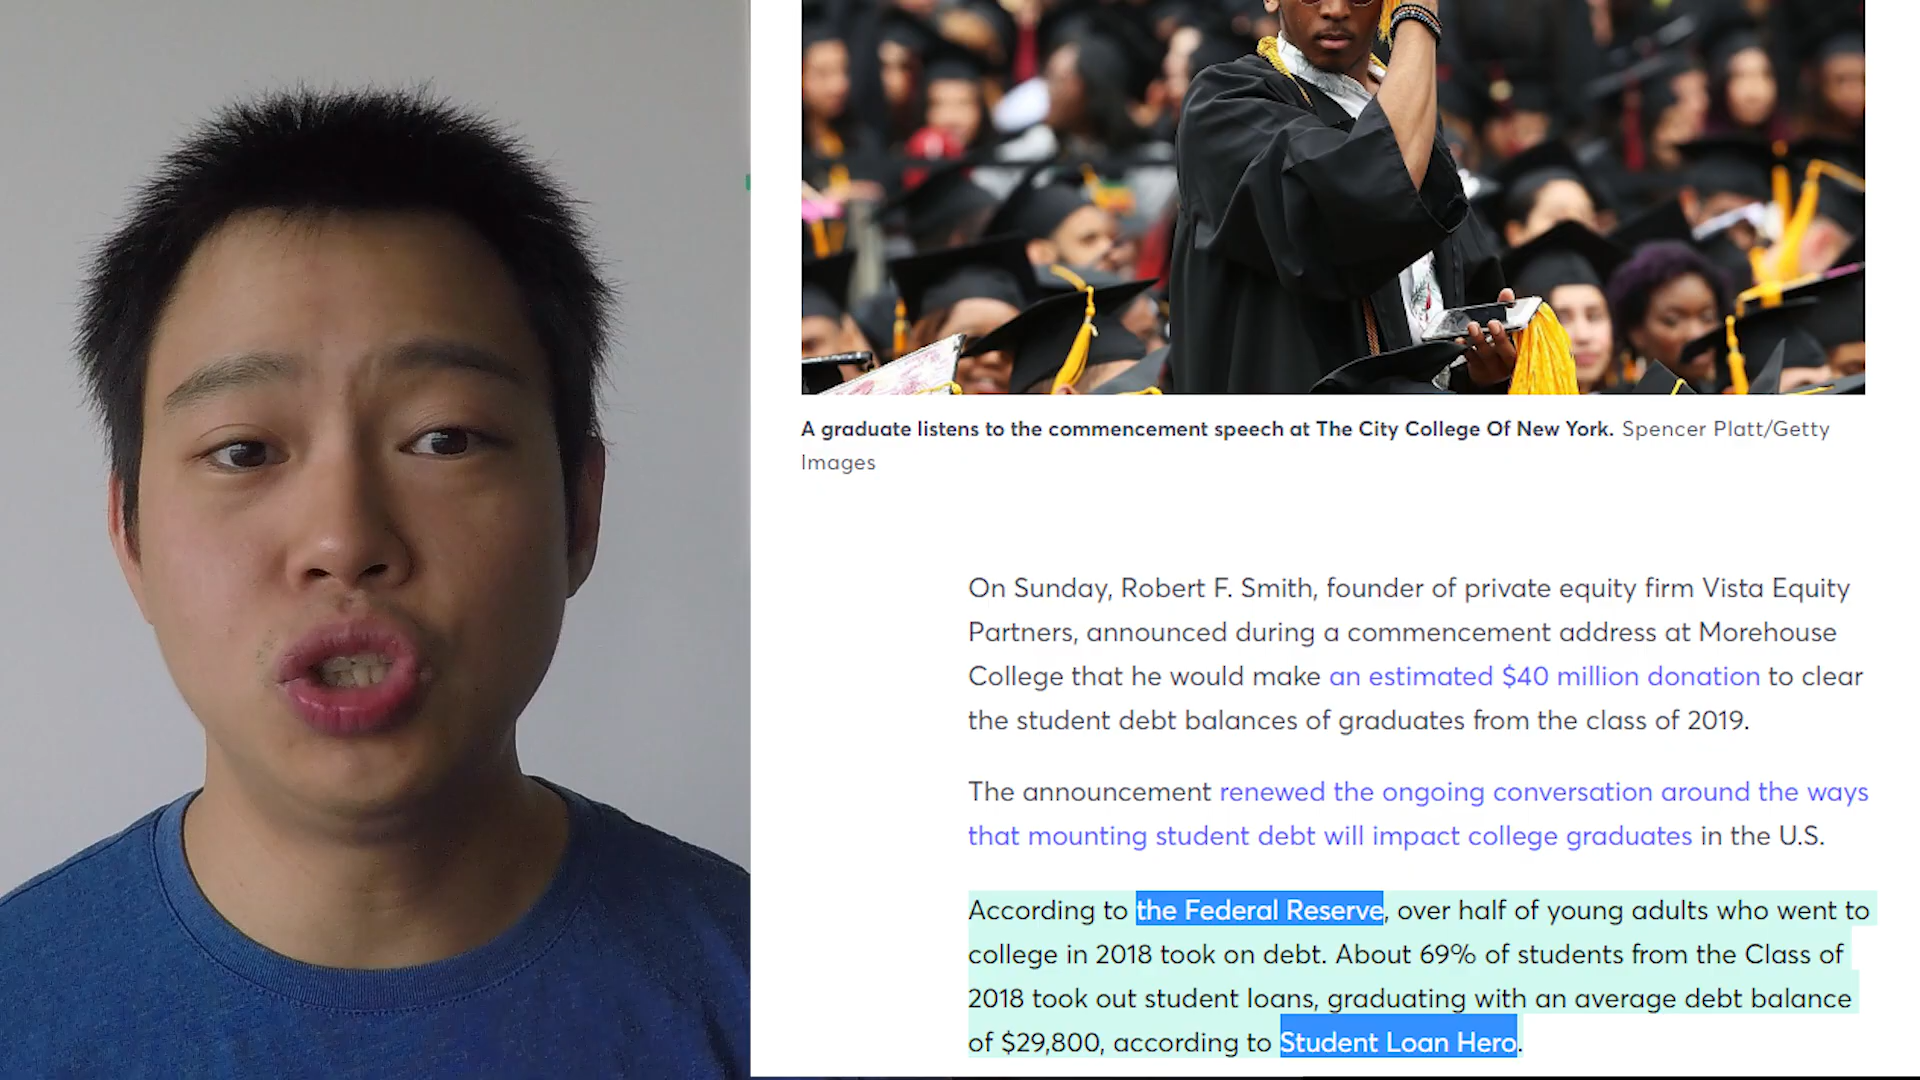 A graduate listens to the commencement speech at The City College Of New York. Spencer Platt/Getty
Images
On Sunday, Robert F. Smith, founder of private equity firm Vista Equity
Partners, announced during a commencement address at Morehouse
College that he would make an estimated $40 million donation to clear
the student debt balances of graduates from the class of 2019.
The announcement renewed the ongoing conversation around the ways
that mounting student debt will impact college graduates in the U.S.
According to the Federal Reserve, over half of young adults who went to
college in 2018 took on debt. About 69% of students from the Class of
2018 took out student loans, graduating with an average debt balance
of $29,800, according to Student Loan Hero.